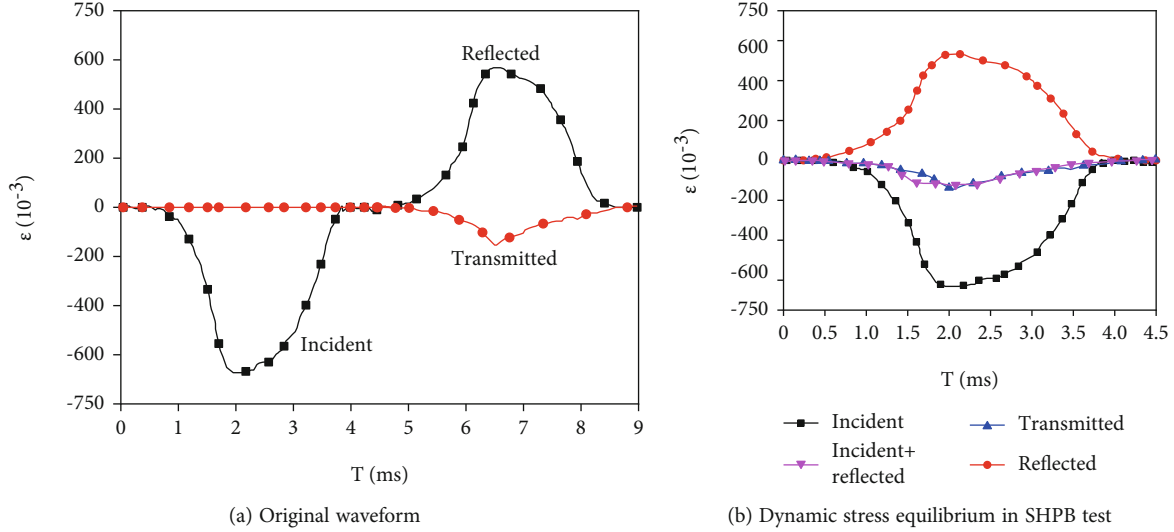 750
600
400
200
0
-200
-400
-600
-750
ε (10⁻³)
Reflected
Transmitted
Incident
0 1 2 3 4 5 6 7 8 9
T (ms)
(a) Original waveform
750
600
400
200
0
-200
-400
-600
-750
ε (10⁻³)
0 0.5 1.0 1.5 2.0 2.5 3.0 3.5 4.0 4.5
T (ms)
Incident
Transmitted
Incident+
reflected
Reflected
(b) Dynamic stress equilibrium in SHPB test